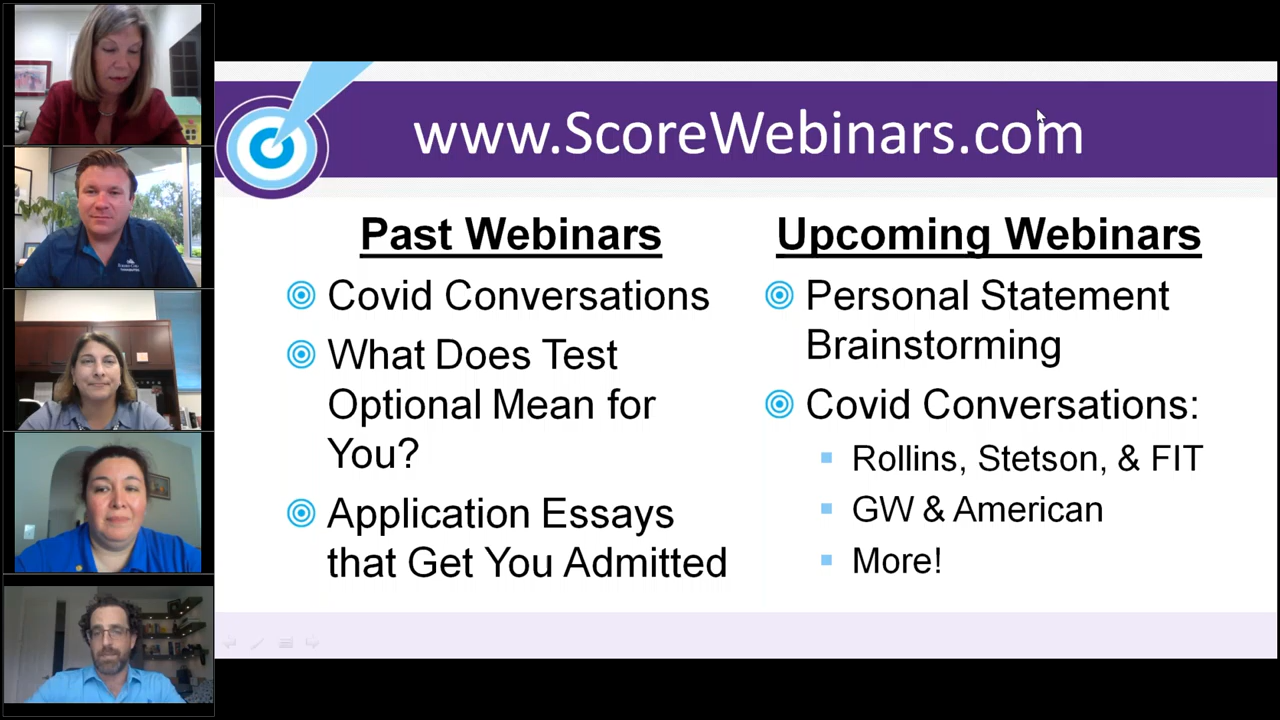 www.ScoreWebinars.com
Past Webinars
Covid Conversations
What Does Test
Optional Mean for
You?
Application Essays
that Get You Admitted
Upcoming Webinars
Personal Statement
Brainstorming
Covid Conversations:
Rollins, Stetson, & FIT
GW & American
More!